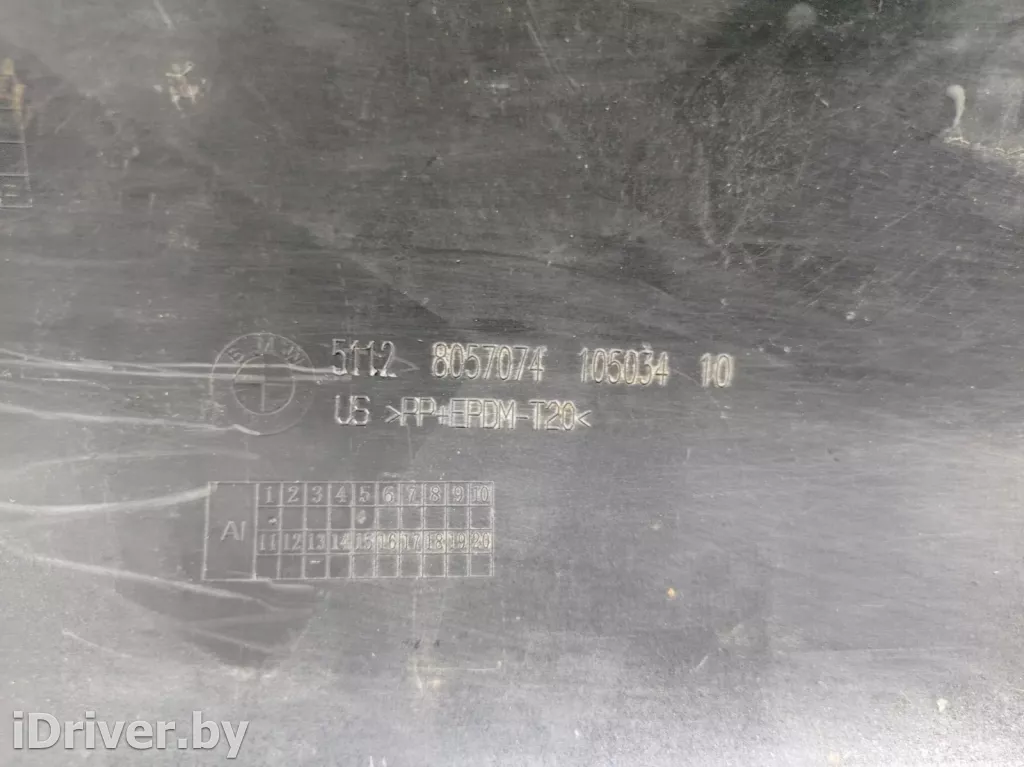 BMW
5112 8057074 105034 10
US >PP+EPDM-T20<
1 2 3 4 5 6 7 8 9 10
AI
11 12 13 14 15 16 17 18 19 20
iDriver.by